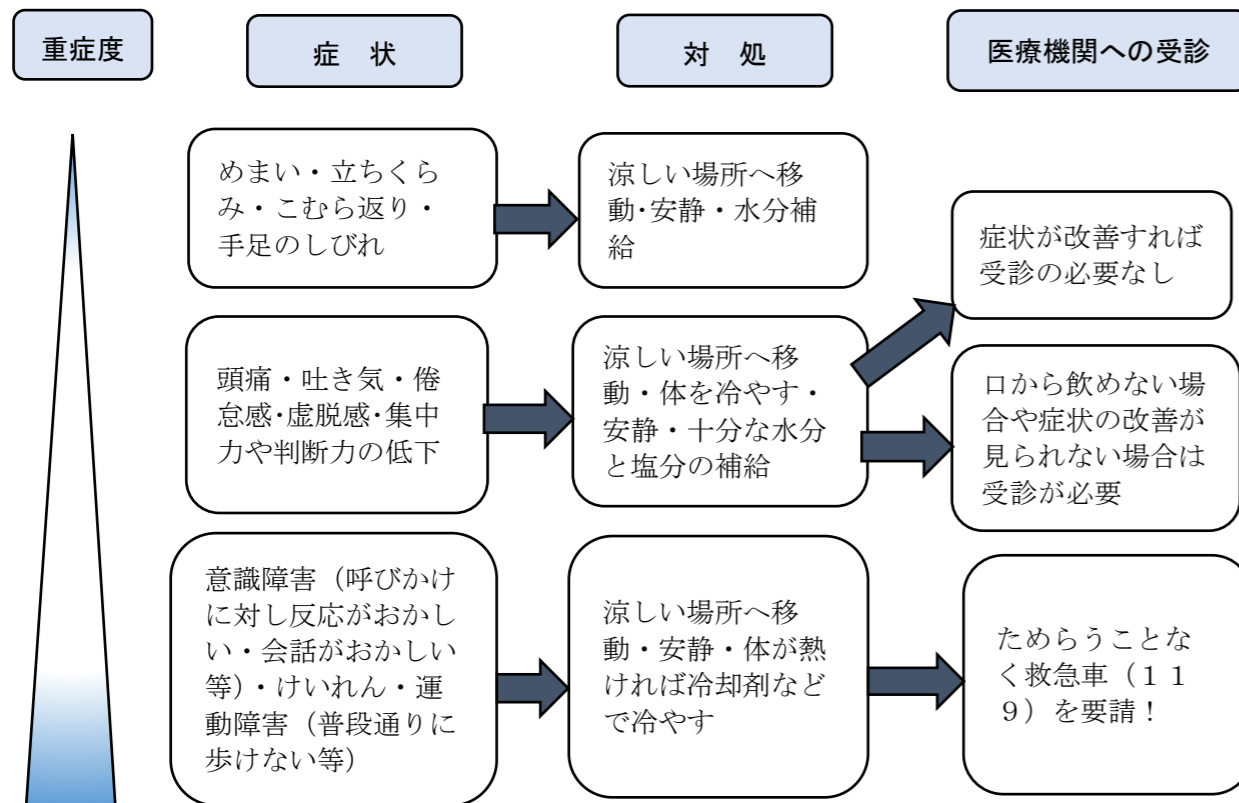 重症度
症　状
対　処
医療機関への受診
めまい・立ちくら
み・こむら返り・
手足のしびれ
涼しい場所へ移
動･安静・水分補
給
症状が改善すれば
受診の必要なし
頭痛・吐き気・倦
怠感･虚脱感･集中
力や判断力の低下
涼しい場所へ移
動・体を冷やす・
安静・十分な水分
と塩分の補給
口から飲めない場
合や症状の改善が
見られない場合は
受診が必要
意識障害（呼びかけ
に対し反応がおかし
い・会話がおかしい
等）・けいれん・運
動障害（普段通りに
歩けない等）
涼しい場所へ移
動・安静・体が熱
ければ冷却剤など
で冷やす
ためらうことな
く救急車（１１
９）を要請！